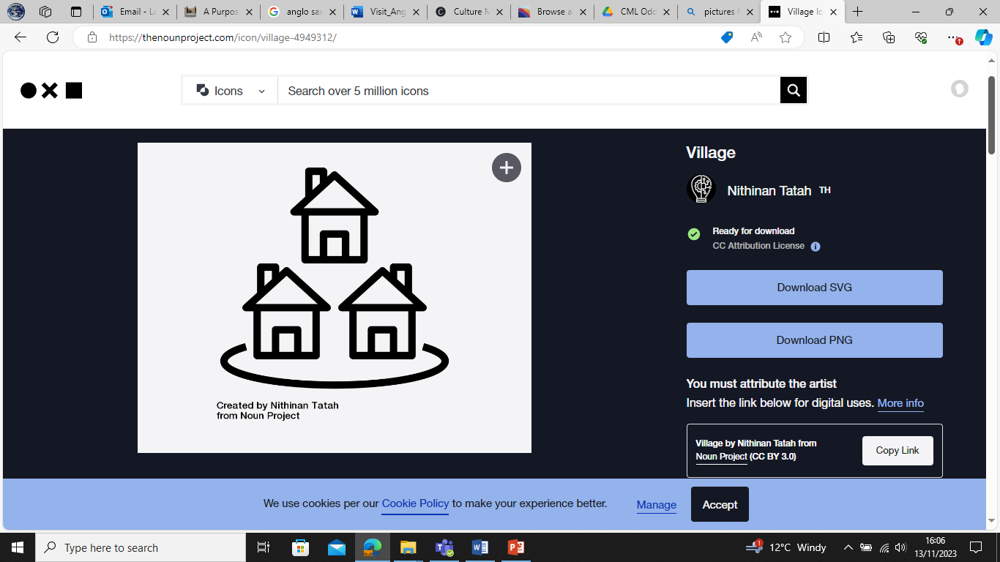 Email - La
A Purpos
anglo sax
Visit_Ang
Culture M
Browse a
CML Odd
pictures f
Village Ic
https://thenounproject.com/icon/village-4949312/
Icons
Search over 5 million icons
Village
Nithinan Tatah TH
Ready for download
CC Attribution License
Download SVG
Download PNG
You must attribute the artist
Insert the link below for digital uses. More info
Village by Nithinan Tatah from
Noun Project (CC BY 3.0)
Copy Link
Created by Nithinan Tatah
from Noun Project
We use cookies per our Cookie Policy to make your experience better.
Manage
Accept
Type here to search
1
12°C Windy
16:06
13/11/2023